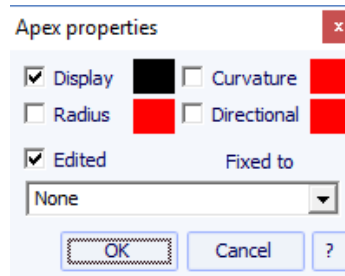 Apex properties x
Display Curvature
Radius Directional
Edited Fixed to
None
OK Cancel ?